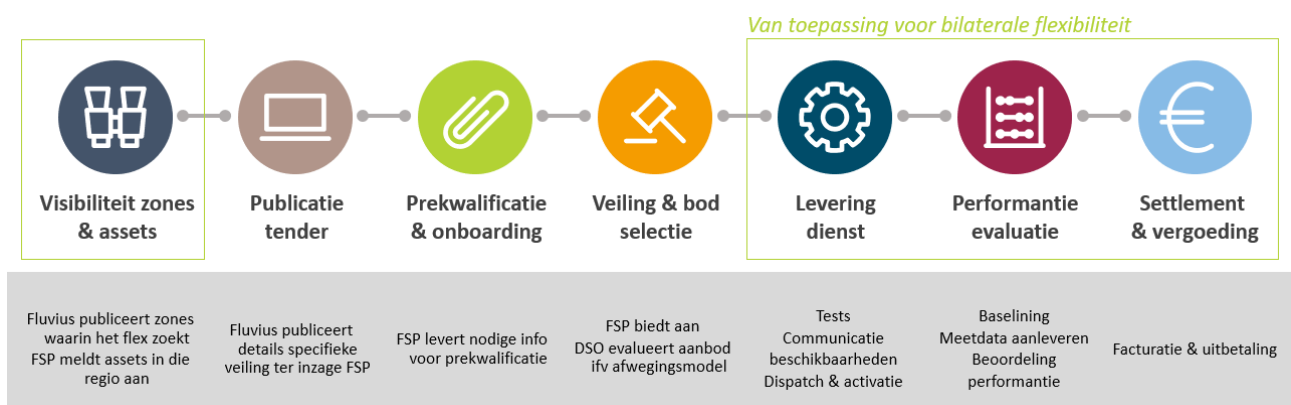 Van toepassing voor bilaterale flexibiliteit
Visibiliteit zones
& assets
Publicatie
tender
Prekwalificatie
& onboarding
Veiling & bod
selectie
Levering
dienst
Performantie
evaluatie
Settlement
& vergoeding
Fluvius publiceert zones
waarin het flex zoekt
FSP meldt assets in die
regio aan
Fluvius publiceert
details specifieke
veiling ter inzage FSP
FSP levert nodige info
voor prekwalificatie
FSP biedt aan
DSO evalueert aanbod
ifv afwegingsmodel
Tests
Communicatie
beschikbaarheden
Dispatch & activatie
Baselining
Meetdata aanleveren
Beoordeling
performantie
Facturatie & uitbetaling